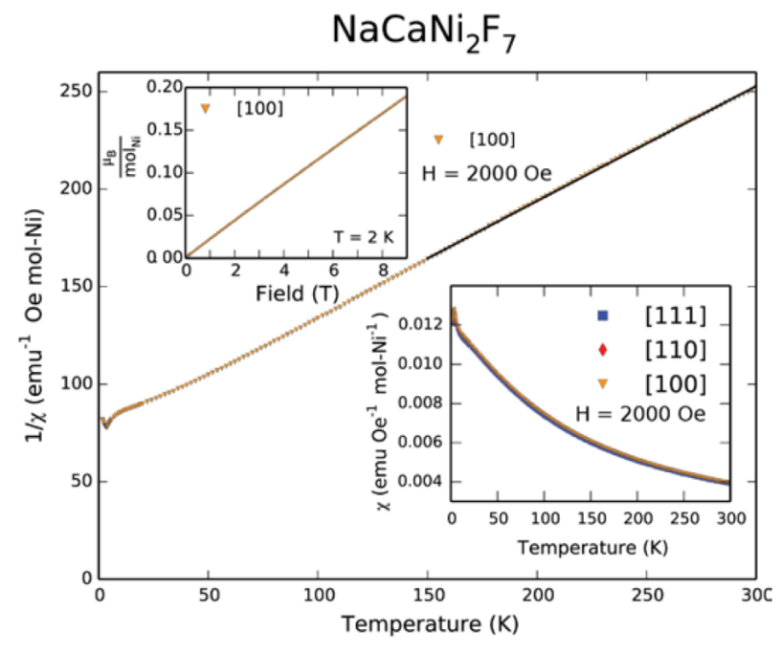 NaCaNi₂F₇
1/χ (emu⁻¹ Oe mol-Ni)
250
200
150
100
50
0
0 50 100 150 200 250 300
Temperature (K)
[100]
H = 2000 Oe
μB
molNi
0.20
0.15
0.10
0.05
0.00
[100]
T = 2 K
0 2 4 6 8
Field (T)
χ (emu Oe⁻¹ mol-Ni⁻¹)
0.012
0.010
0.008
0.006
0.004
[111]
[110]
[100]
H = 2000 Oe
0 50 100 150 200 250 300
Temperature (K)